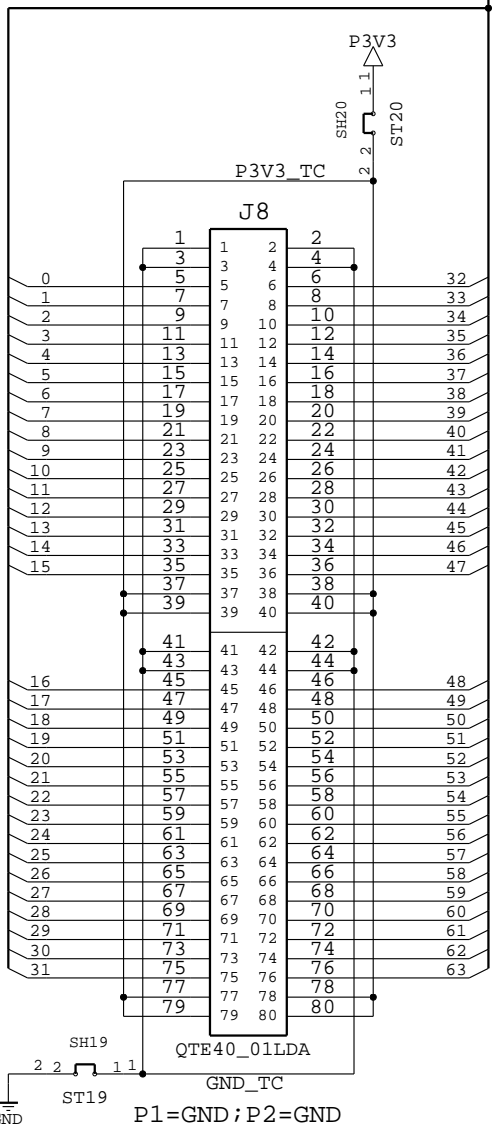 P3V3
1 1
SH20 ST20
2 2
P3V3_TC
J8
1 1 2 2
3 3 4 4
0 5 5 6 6 32
1 7 7 8 8 33
2 9 9 10 10 34
3 11 11 12 12 35
4 13 13 14 14 36
5 15 15 16 16 37
6 17 17 18 18 38
7 19 19 20 20 39
8 21 21 22 22 40
9 23 23 24 24 41
10 25 25 26 26 42
11 27 27 28 28 43
12 29 29 30 30 44
13 31 31 32 32 45
14 33 33 34 34 46
15 35 35 36 36 47
37 37 38 38
39 39 40 40
41 41 42 42
43 43 44 44
16 45 45 46 46 48
17 47 47 48 48 49
18 49 49 50 50 50
19 51 51 52 52 51
20 53 53 54 54 52
21 55 55 56 56 53
22 57 57 58 58 54
23 59 59 60 60 55
24 61 61 62 62 56
25 63 63 64 64 57
26 65 65 66 66 58
27 67 67 68 68 59
28 69 69 70 70 60
29 71 71 72 72 61
30 73 73 74 74 62
31 75 75 76 76 63
77 77 78 78
79 79 80 80
QTE40_01LDA
SH19
2 2 1 1
ST19
GND_TC
GND
P1=GND;P2=GND